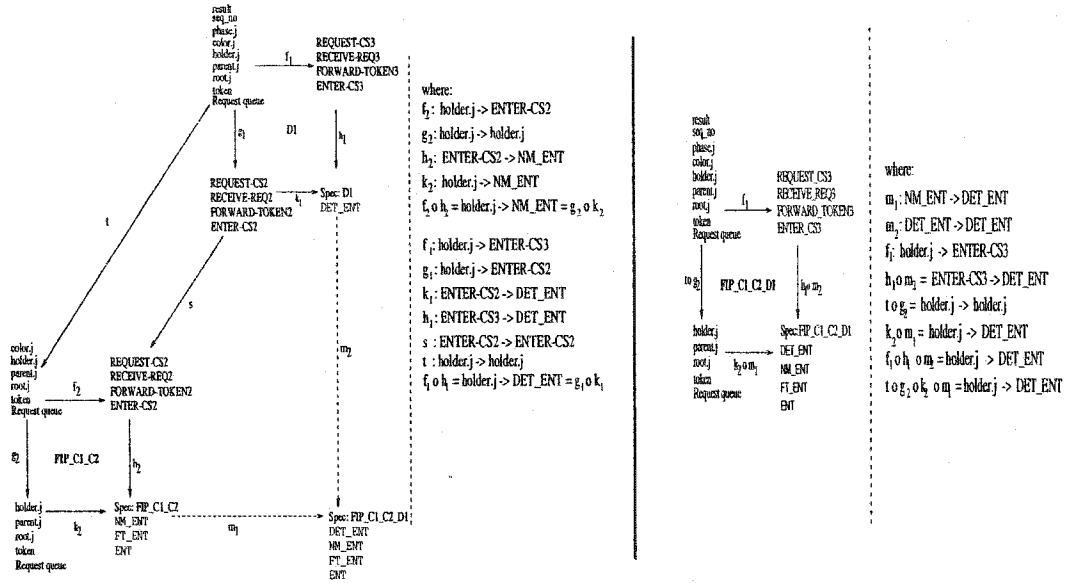 result
seq_no
phase.j
color.j
holder.j
parent.j
root.j
token
Request queue
f₁
REQUEST-CS3
RECEIVE-REQ3
FORWARD-TOKEN3
ENTER-CS3
g₁
D1
h₁
t
REQUEST-CS2
RECEIVE-REQ2
FORWARD-TOKEN2
ENTER-CS2
k₁
Spec: D1
DET_ENT
s
m₂
color.j
holder.j
parent.j
root.j
token
Request queue
f₂
REQUEST-CS2
RECEIVE-REQ2
FORWARD-TOKEN2
ENTER-CS2
g₂
FIP_C1_C2
h₂
holder.j
parent.j
root.j
token
Request queue
k₂
Spec: FIP_C1_C2
NM_ENT
FT_ENT
ENT
m₁
Spec: FIP_C1_C2_D1
DET_ENT
NM_ENT
FT_ENT
ENT
where:
f₂: holder.j -> ENTER-CS2
g₂: holder.j -> holder.j
h₂: ENTER-CS2 -> NM_ENT
k₂: holder.j -> NM_ENT
f₂ o h₂ = holder.j -> NM_ENT = g₂ o k₂
f₁: holder.j -> ENTER-CS3
g₁: holder.j -> ENTER-CS2
k₁: ENTER-CS2 -> DET_ENT
h₁: ENTER-CS3 -> DET_ENT
s : ENTER-CS2 -> ENTER-CS2
t : holder.j -> holder.j
f₁ o h₁ = holder.j -> DET_ENT = g₁ o k₁
result
seq_no
phase.j
color.j
holder.j
parent.j
root.j
token
Request queue
f₁
REQUEST_CS3
RECEIVE_REQ3
FORWARD_TOKEN3
ENTER_CS3
t o g₂
FIP_C1_C2_D1
h₁ o m₂
holder.j
parent.j
root.j
token
Request queue
k₂ o m₁
Spec:FIP_C1_C2_D1
DET_ENT
NM_ENT
FT_ENT
ENT
where:
m₁: NM_ENT -> DET_ENT
m₂: DET_ENT -> DET_ENT
f₁: holder.j -> ENTER-CS3
h₁ o m₂ = ENTER-CS3 -> DET_ENT
t o g₂ = holder.j -> holder.j
k₂ o m₁ = holder.j -> DET_ENT
f₁ o h₁ o m₂ = holder.j -> DET_ENT
t o g₂ o k₂ o m₁ = holder.j -> DET_ENT